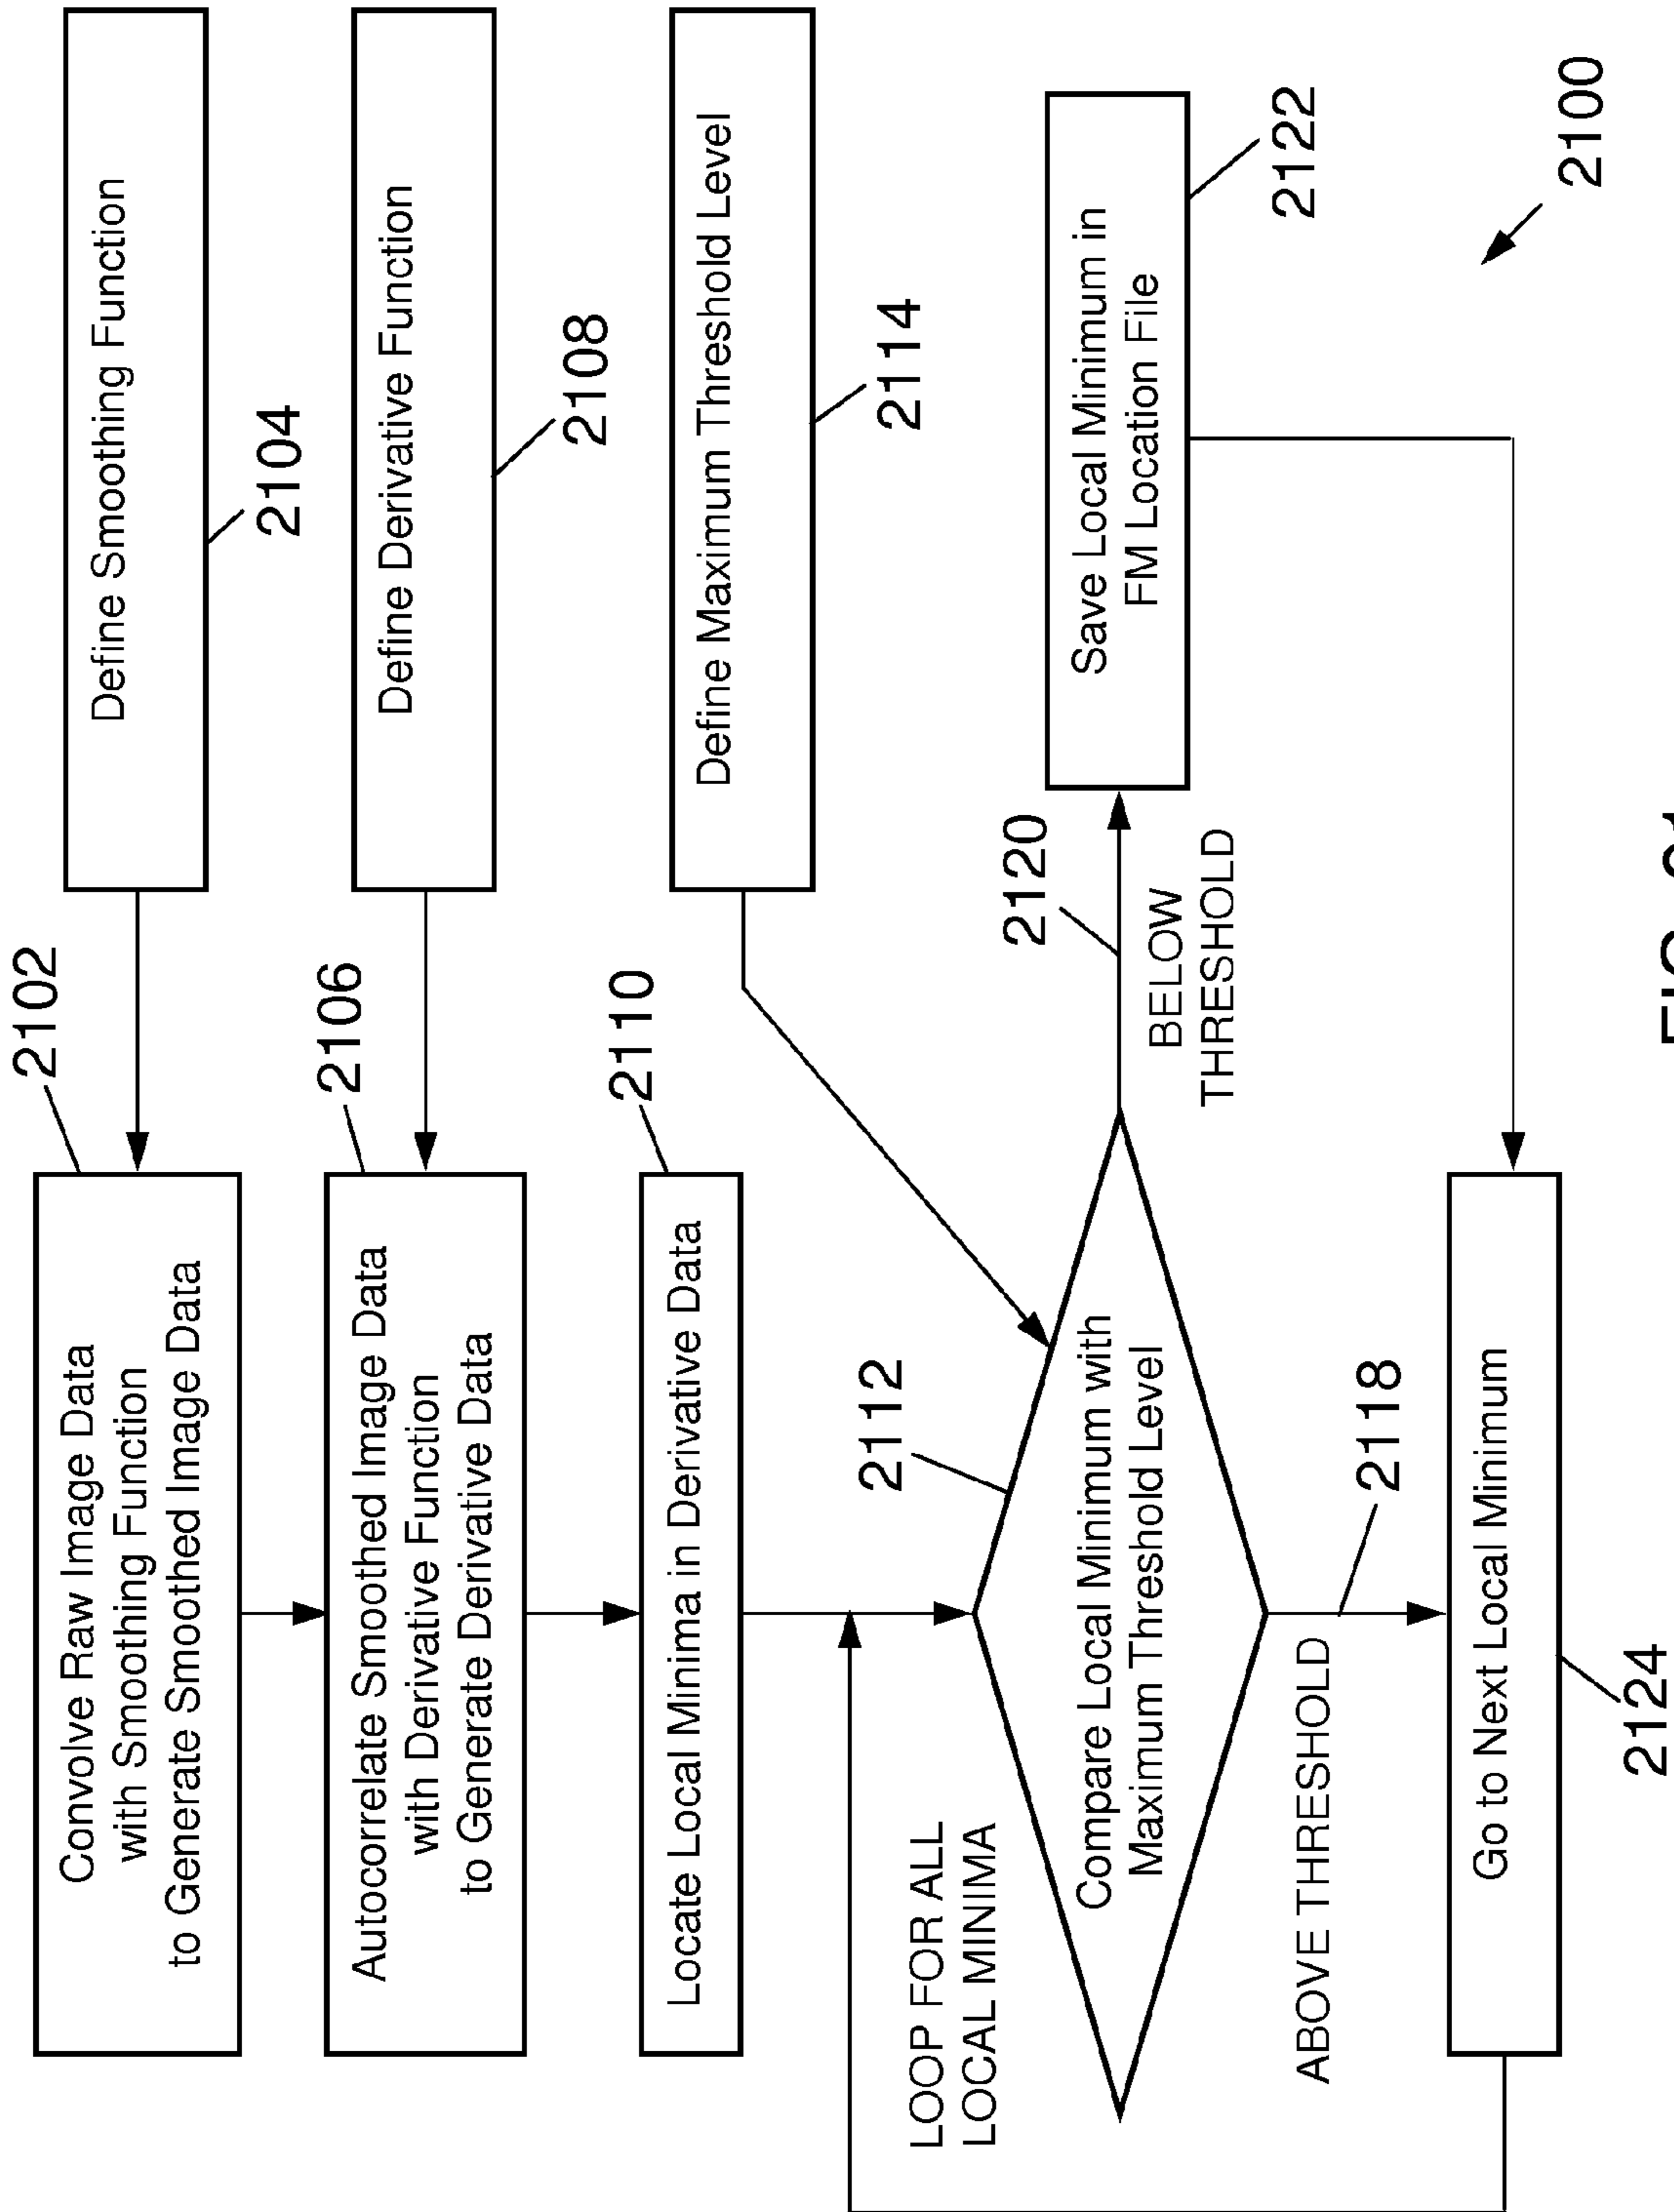 2102
Convolve Raw Image Data
with Smoothing Function
to Generate Smoothed Image Data
Define Smoothing Function
2104
2106
Autocorrelate Smoothed Image Data
with Derivative Function
to Generate Derivative Data
Define Derivative Function
2108
2110
Locate Local Minima in Derivative Data
Define Maximum Threshold Level
2114
LOOP FOR ALL
LOCAL MINIMA
2112
Compare Local Minimum with
Maximum Threshold Level
2120
BELOW
THRESHOLD
Save Local Minimum in
FM Location File
2122
ABOVE THRESHOLD
2118
Go to Next Local Minimum
2124
2100